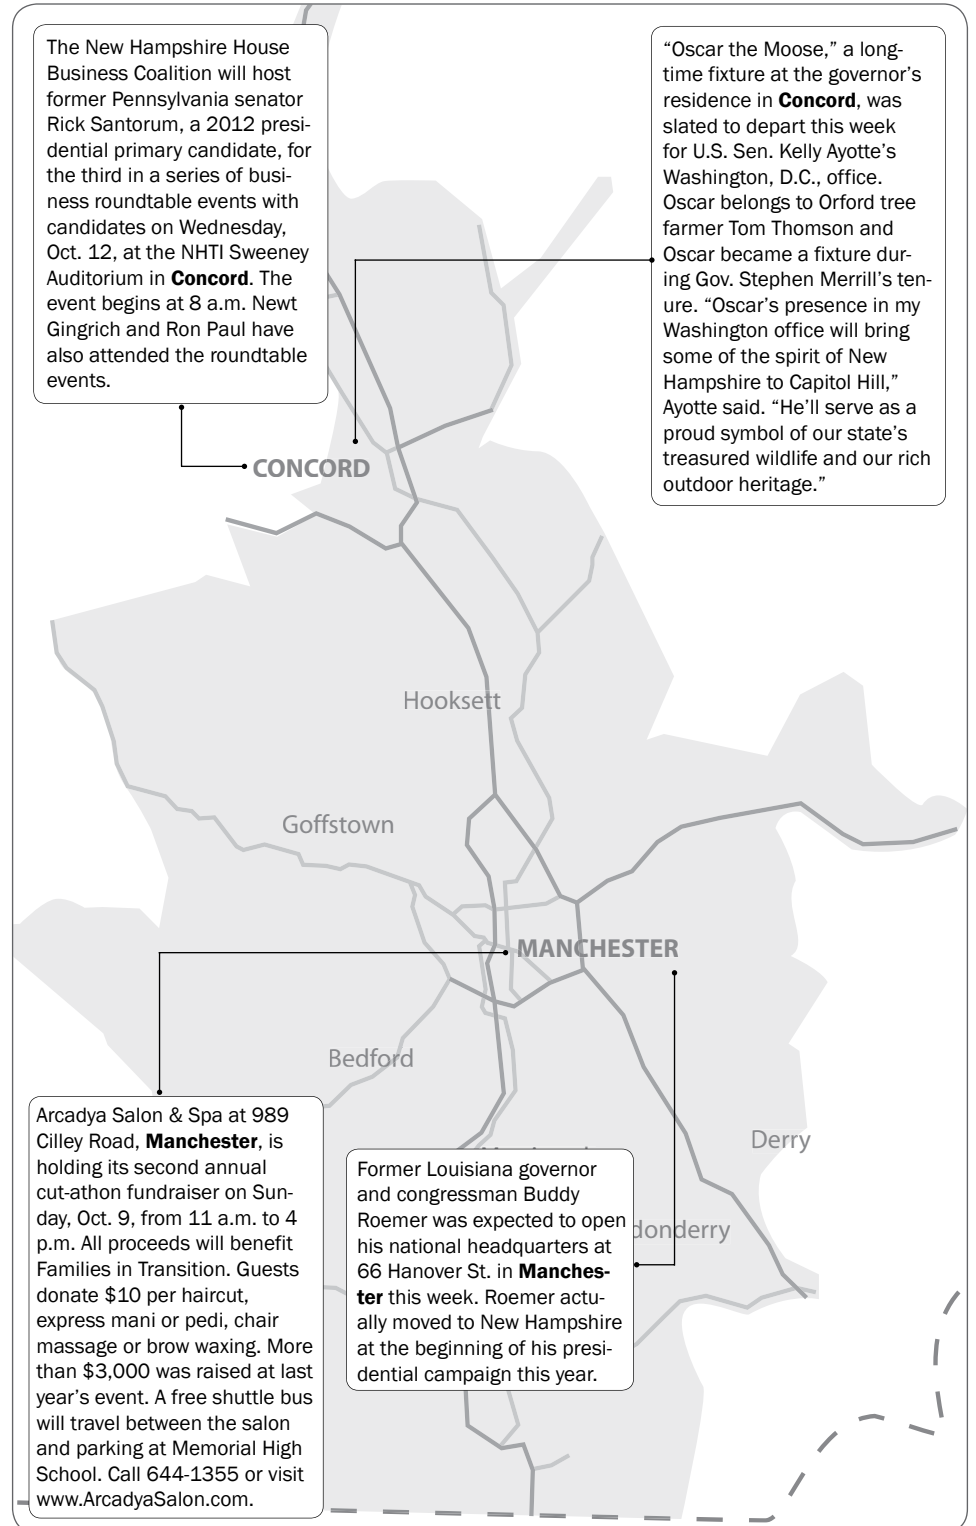 The New Hampshire House
Business Coalition will host
former Pennsylvania senator
Rick Santorum, a 2012 presi-
dential primary candidate, for
the third in a series of busi-
ness roundtable events with
candidates on Wednesday,
Oct. 12, at the NHTI Sweeney
Auditorium in Concord. The
event begins at 8 a.m. Newt
Gingrich and Ron Paul have
also attended the roundtable
events.
“Oscar the Moose,” a long-
time fixture at the governor’s
residence in Concord, was
slated to depart this week
for U.S. Sen. Kelly Ayotte’s
Washington, D.C., office.
Oscar belongs to Orford tree
farmer Tom Thomson and
Oscar became a fixture dur-
ing Gov. Stephen Merrill’s ten-
ure. “Oscar’s presence in my
Washington office will bring
some of the spirit of New
Hampshire to Capitol Hill,”
Ayotte said. “He’ll serve as a
proud symbol of our state’s
treasured wildlife and our rich
outdoor heritage.”
CONCORD
Hooksett
Goffstown
MANCHESTER
Bedford
Derry
donderry
Arcadya Salon & Spa at 989
Cilley Road, Manchester, is
holding its second annual
cut-athon fundraiser on Sun-
day, Oct. 9, from 11 a.m. to 4
p.m. All proceeds will benefit
Families in Transition. Guests
donate $10 per haircut,
express mani or pedi, chair
massage or brow waxing. More
than $3,000 was raised at last
year’s event. A free shuttle bus
will travel between the salon
and parking at Memorial High
School. Call 644-1355 or visit
www.ArcadyaSalon.com.
Former Louisiana governor
and congressman Buddy
Roemer was expected to open
his national headquarters at
66 Hanover St. in Manches-
ter this week. Roemer actu-
ally moved to New Hampshire
at the beginning of his presi-
dential campaign this year.